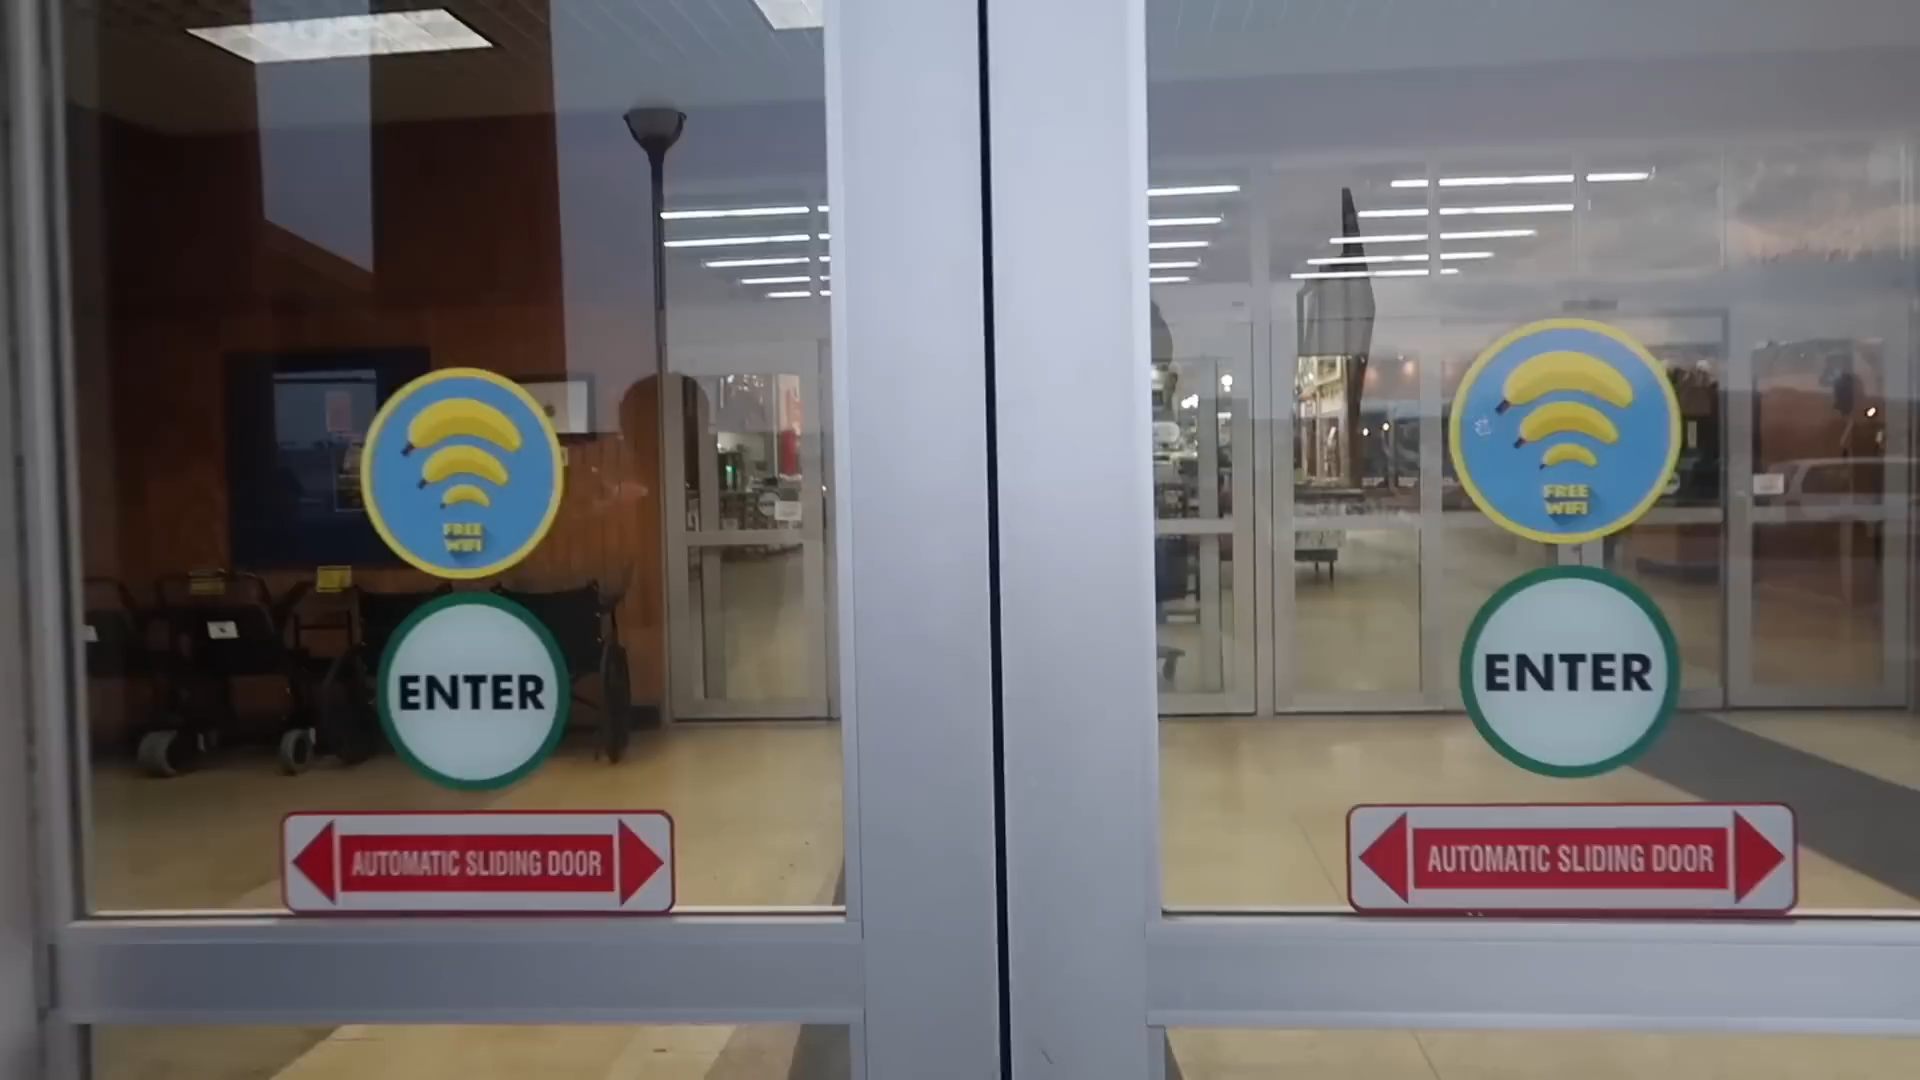 FREE
WIFI
ENTER
AUTOMATIC SLIDING DOOR
FREE
WIFI
ENTER
AUTOMATIC SLIDING DOOR